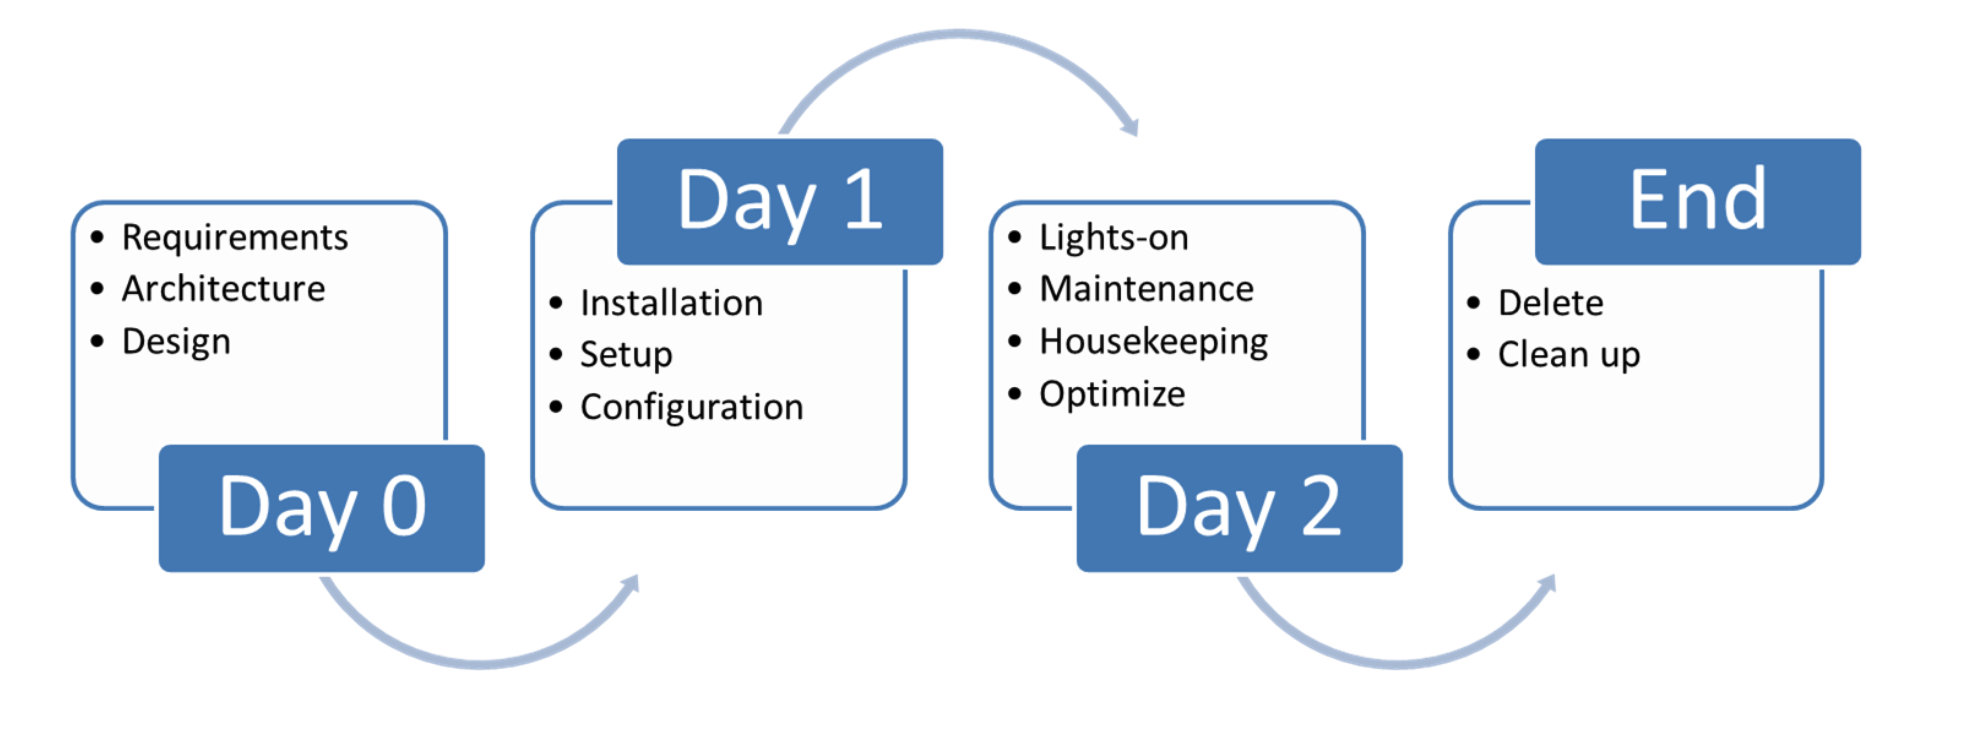 • Requirements
• Architecture
• Design
Day 0
Day 1
• Installation
• Setup
• Configuration
• Lights-on
• Maintenance
• Housekeeping
• Optimize
Day 2
End
• Delete
• Clean up